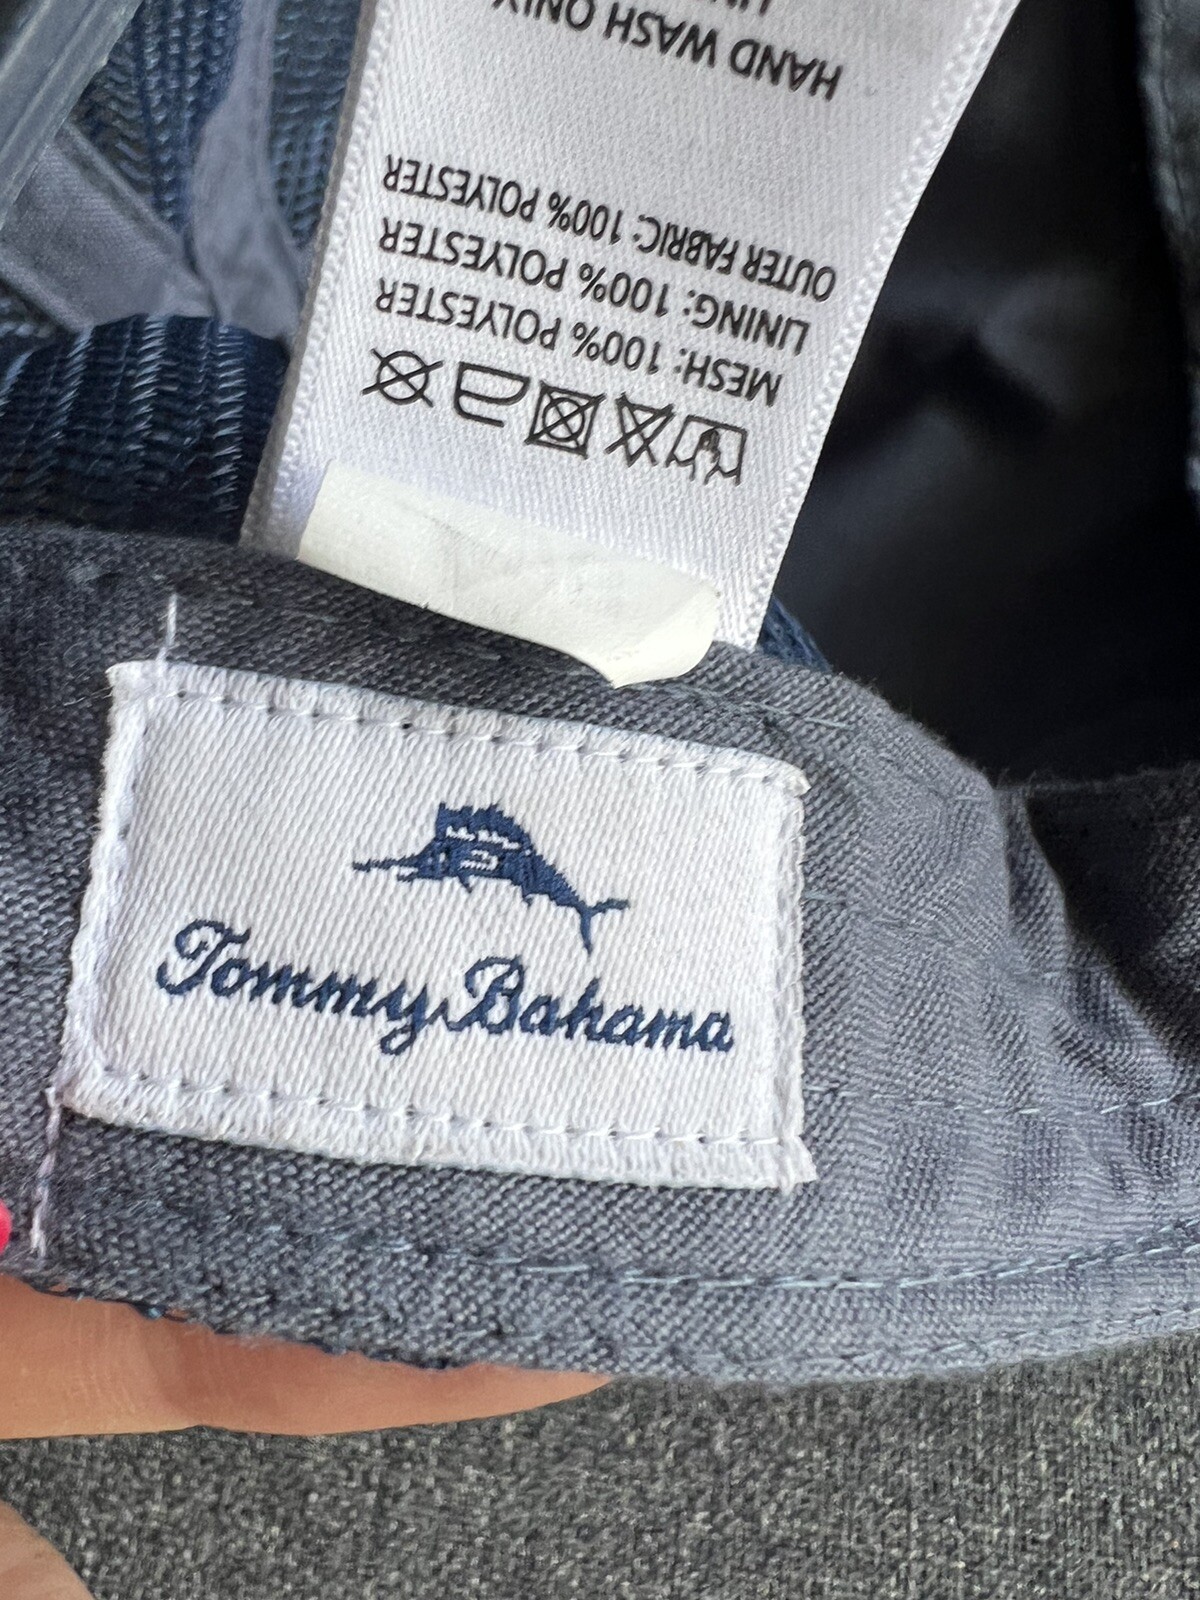 HAND WASH ONLY
OUTER FABRIC: 100% POLYESTER
LINING: 100% POLYESTER
MESH: 100% POLYESTER
Tommy Bahama